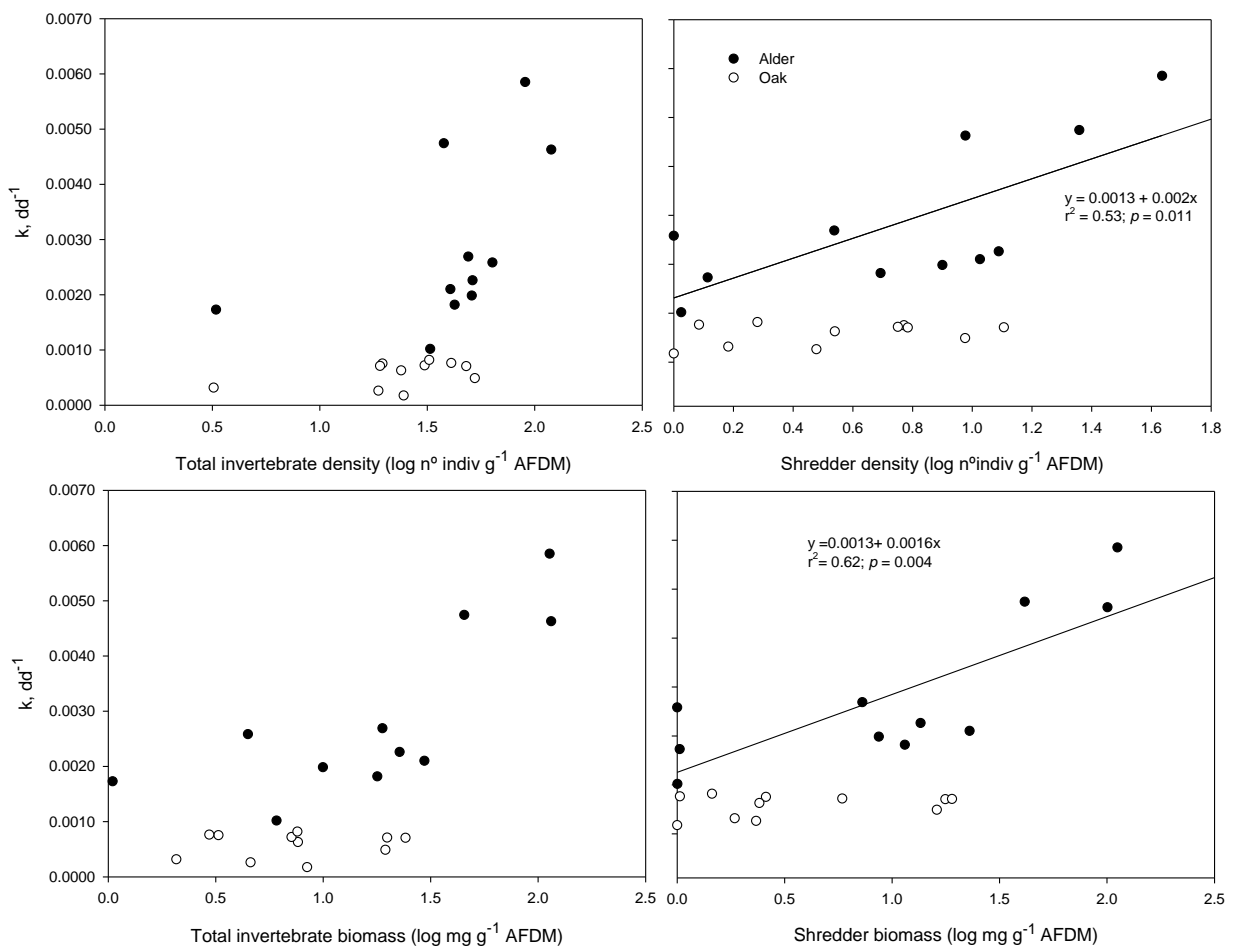 0.0070
0.0060
0.0050
0.0040
0.0030
0.0020
0.0010
0.0000
k, dd-1
0.0 0.5 1.0 1.5 2.0 2.5
Total invertebrate density (log nº indiv g-1 AFDM)
Alder
Oak
y = 0.0013 + 0.002x
r2 = 0.53; p = 0.011
0.0 0.2 0.4 0.6 0.8 1.0 1.2 1.4 1.6 1.8
Shredder density (log nºindiv g-1 AFDM)
0.0070
0.0060
0.0050
0.0040
0.0030
0.0020
0.0010
0.0000
k, dd-1
0.0 0.5 1.0 1.5 2.0 2.5
Total invertebrate biomass (log mg g-1 AFDM)
y =0.0013+ 0.0016x
r2= 0.62; p = 0.004
0.0 0.5 1.0 1.5 2.0 2.5
Shredder biomass (log mg g-1 AFDM)